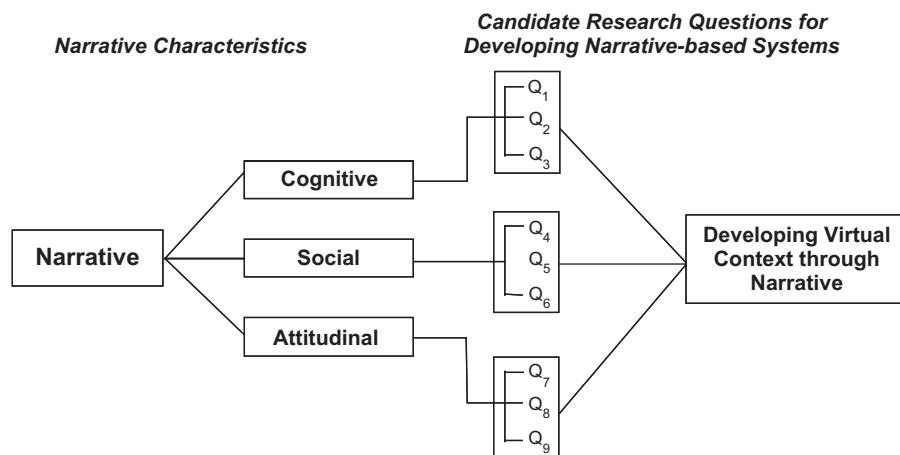 Narrative Characteristics
Candidate Research Questions for
Developing Narrative-based Systems
Narrative
Cognitive
Social
Attitudinal
Q1
Q2
Q3
Q4
Q5
Q6
Q7
Q8
Q9
Developing Virtual
Context through
Narrative